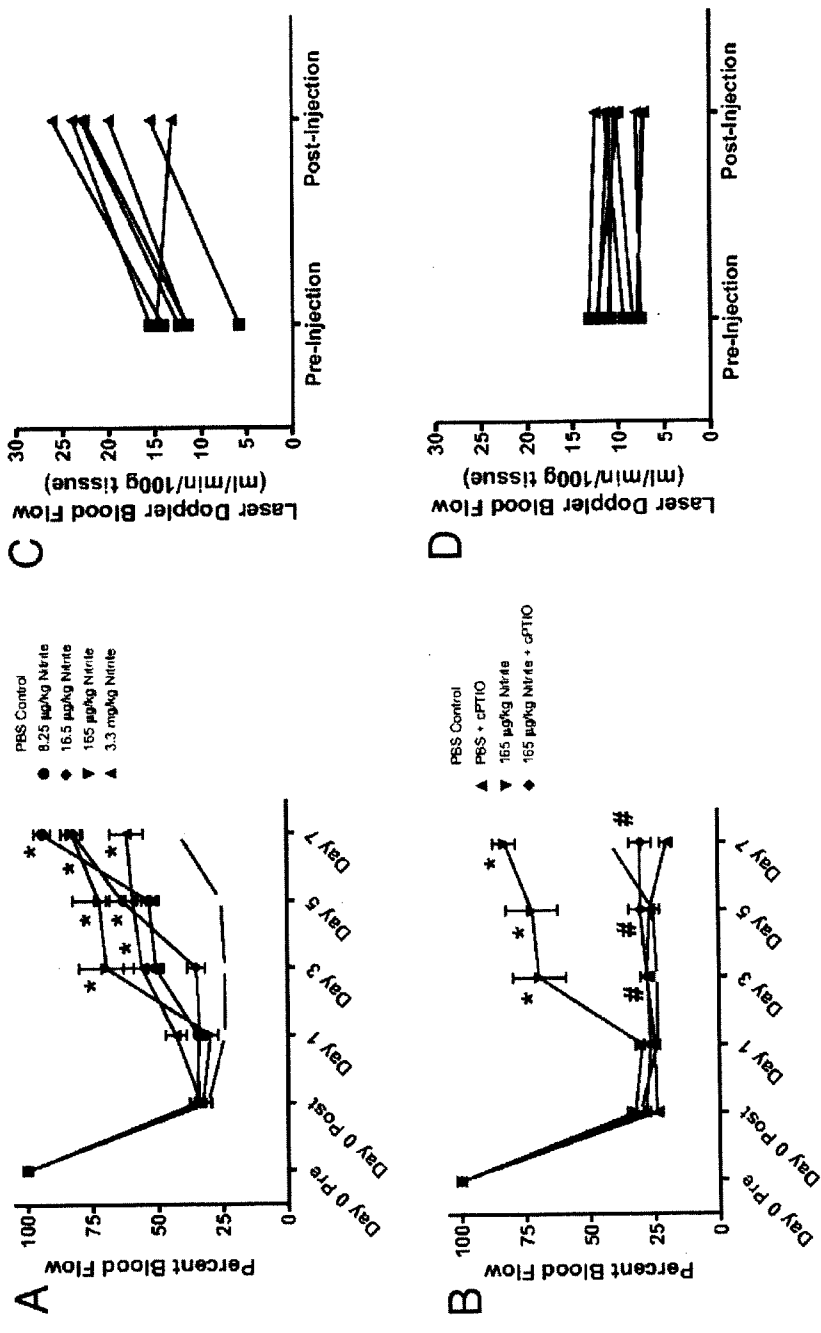 A
Percent Blood Flow
100
75
50
25
0
Day 0 Pre
Day 0 Post
Day 1
Day 3
Day 5
Day 7
*
*
*
*
*
*
*
PBS Control
8.25 µg/kg Nitrite
16.5 µg/kg Nitrite
165 µg/kg Nitrite
3.3 mg/kg Nitrite
B
Percent Blood Flow
100
75
50
25
0
Day 0 Pre
Day 0 Post
Day 1
Day 3
Day 5
Day 7
*
*
*
#
#
#
PBS Control
PBS + cPTIO
165 µg/kg Nitrite
165 µg/kg Nitrite + cPTIO
C
Laser Doppler Blood Flow
(ml/min/100g tissue)
30
25
20
15
10
5
0
Pre-Injection
Post-Injection
D
Laser Doppler Blood Flow
(ml/min/100g tissue)
30
25
20
15
10
5
0
Pre-Injection
Post-Injection